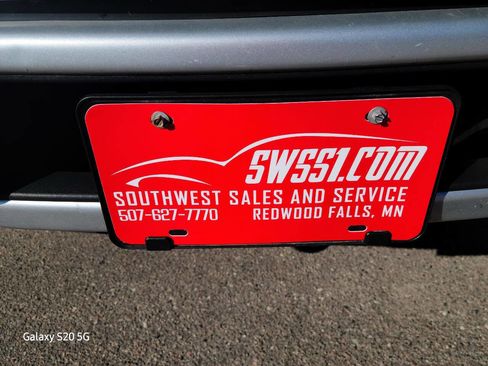 SWSS1.COM
SOUTHWEST SALES AND SERVICE
507-627-7770 REDWOOD FALLS, MN
Galaxy S20 5G